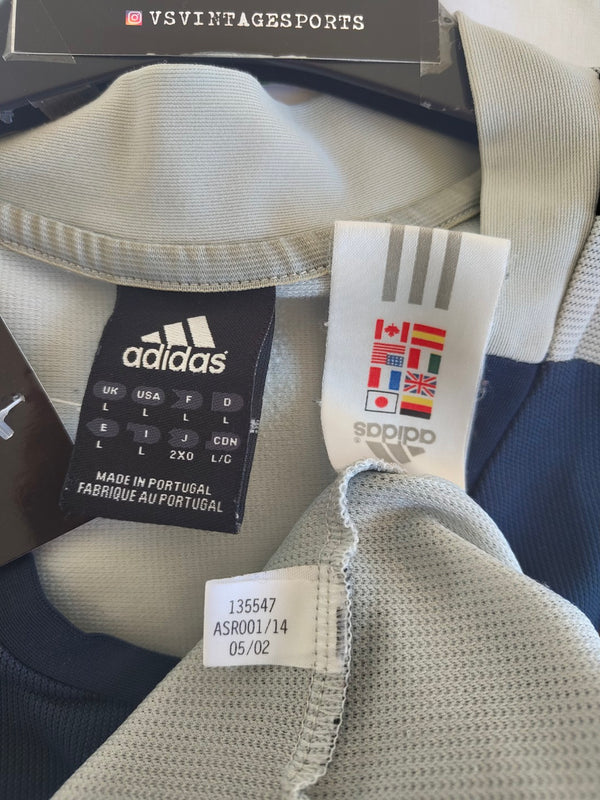 VSVINTAGESPORTS
adidas
UK USA F D
L L L L
E I J CDN
L L 2XO L/G
MADE IN PORTUGAL
FABRIQUE AU PORTUGAL
adidas
135547
ASR001/14
05/02